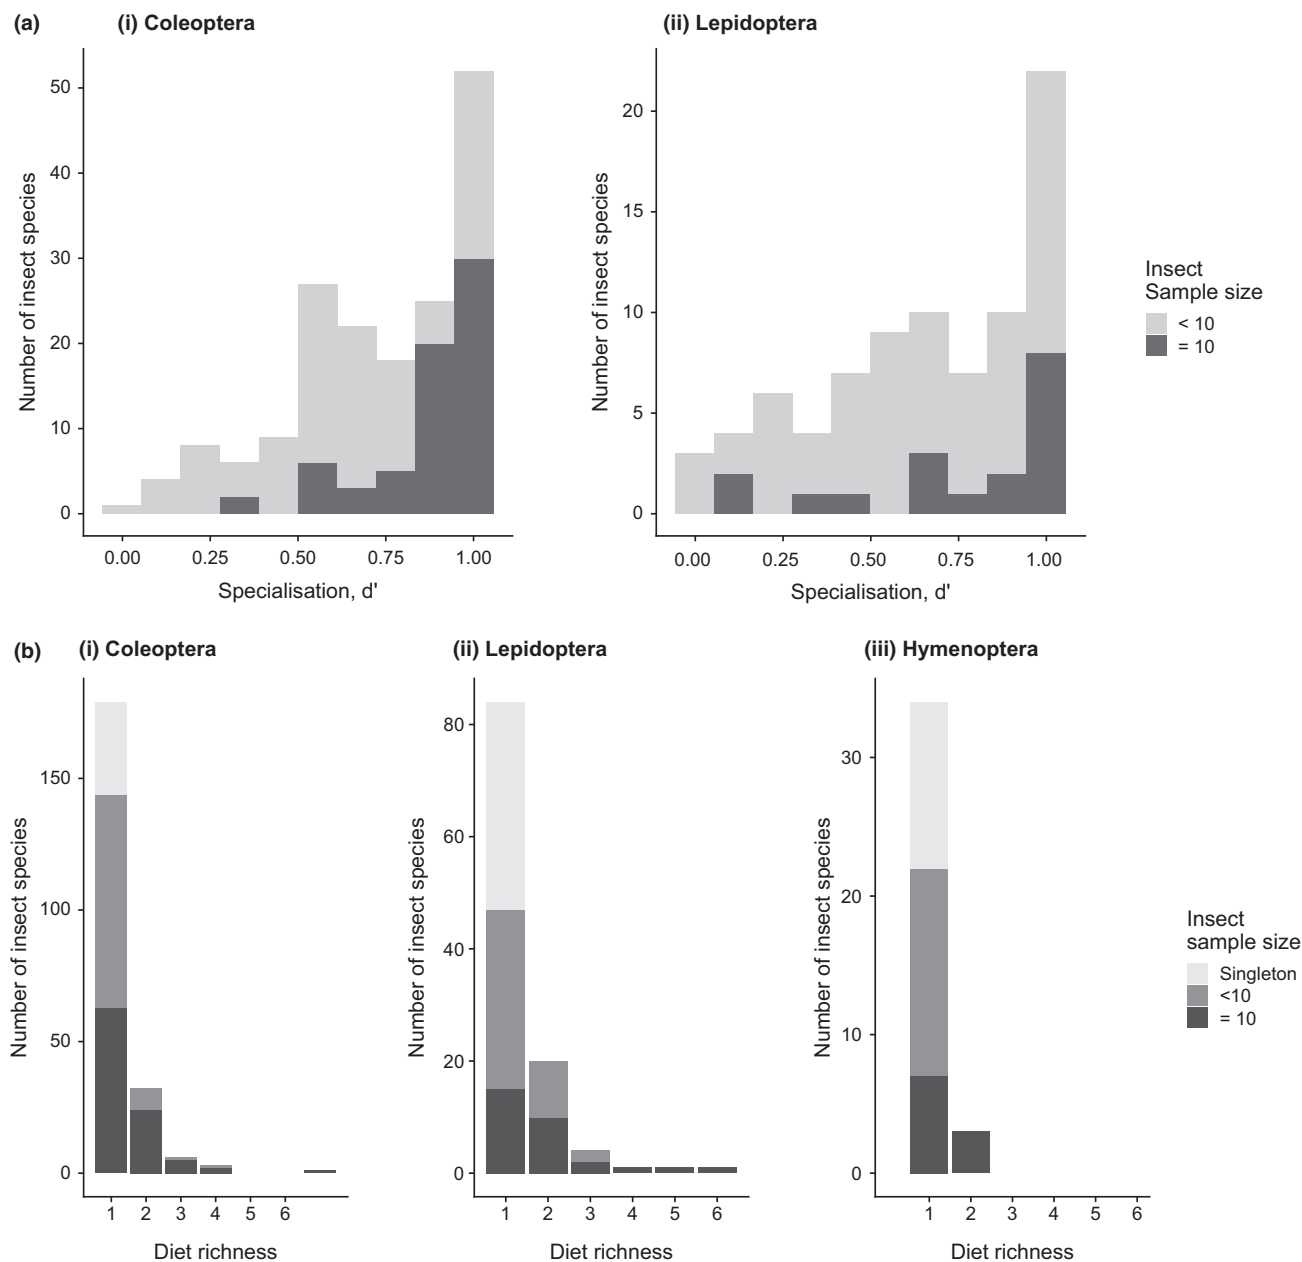 (a)
(i) Coleoptera
(ii) Lepidoptera
Number of insect species
50
40
30
20
10
0
0.00 0.25 0.50 0.75 1.00
Specialisation, d'
Number of insect species
20
15
10
5
0
0.00 0.25 0.50 0.75 1.00
Specialisation, d'
Insect
Sample size
< 10
= 10
(b)
(i) Coleoptera
(ii) Lepidoptera
(iii) Hymenoptera
Number of insect species
150
100
50
0
1 2 3 4 5 6
Diet richness
Number of insect species
80
60
40
20
0
1 2 3 4 5 6
Diet richness
Number of insect species
30
20
10
0
1 2 3 4 5 6
Diet richness
Insect
sample size
Singleton
<10
= 10